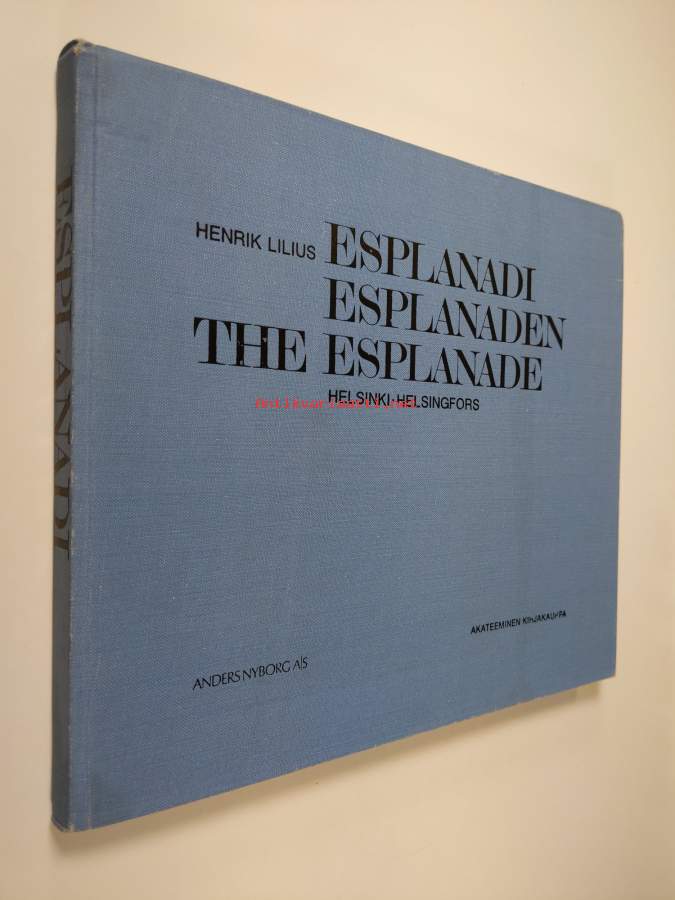 ESPLANADI
HENRIK LILIUS ESPLANADI
ESPLANADEN
THE ESPLANADE
HELSINKI·HELSINGFORS
AKATEEMINEN KIRJAKAUPPA
ANDERS NYBORG A|S